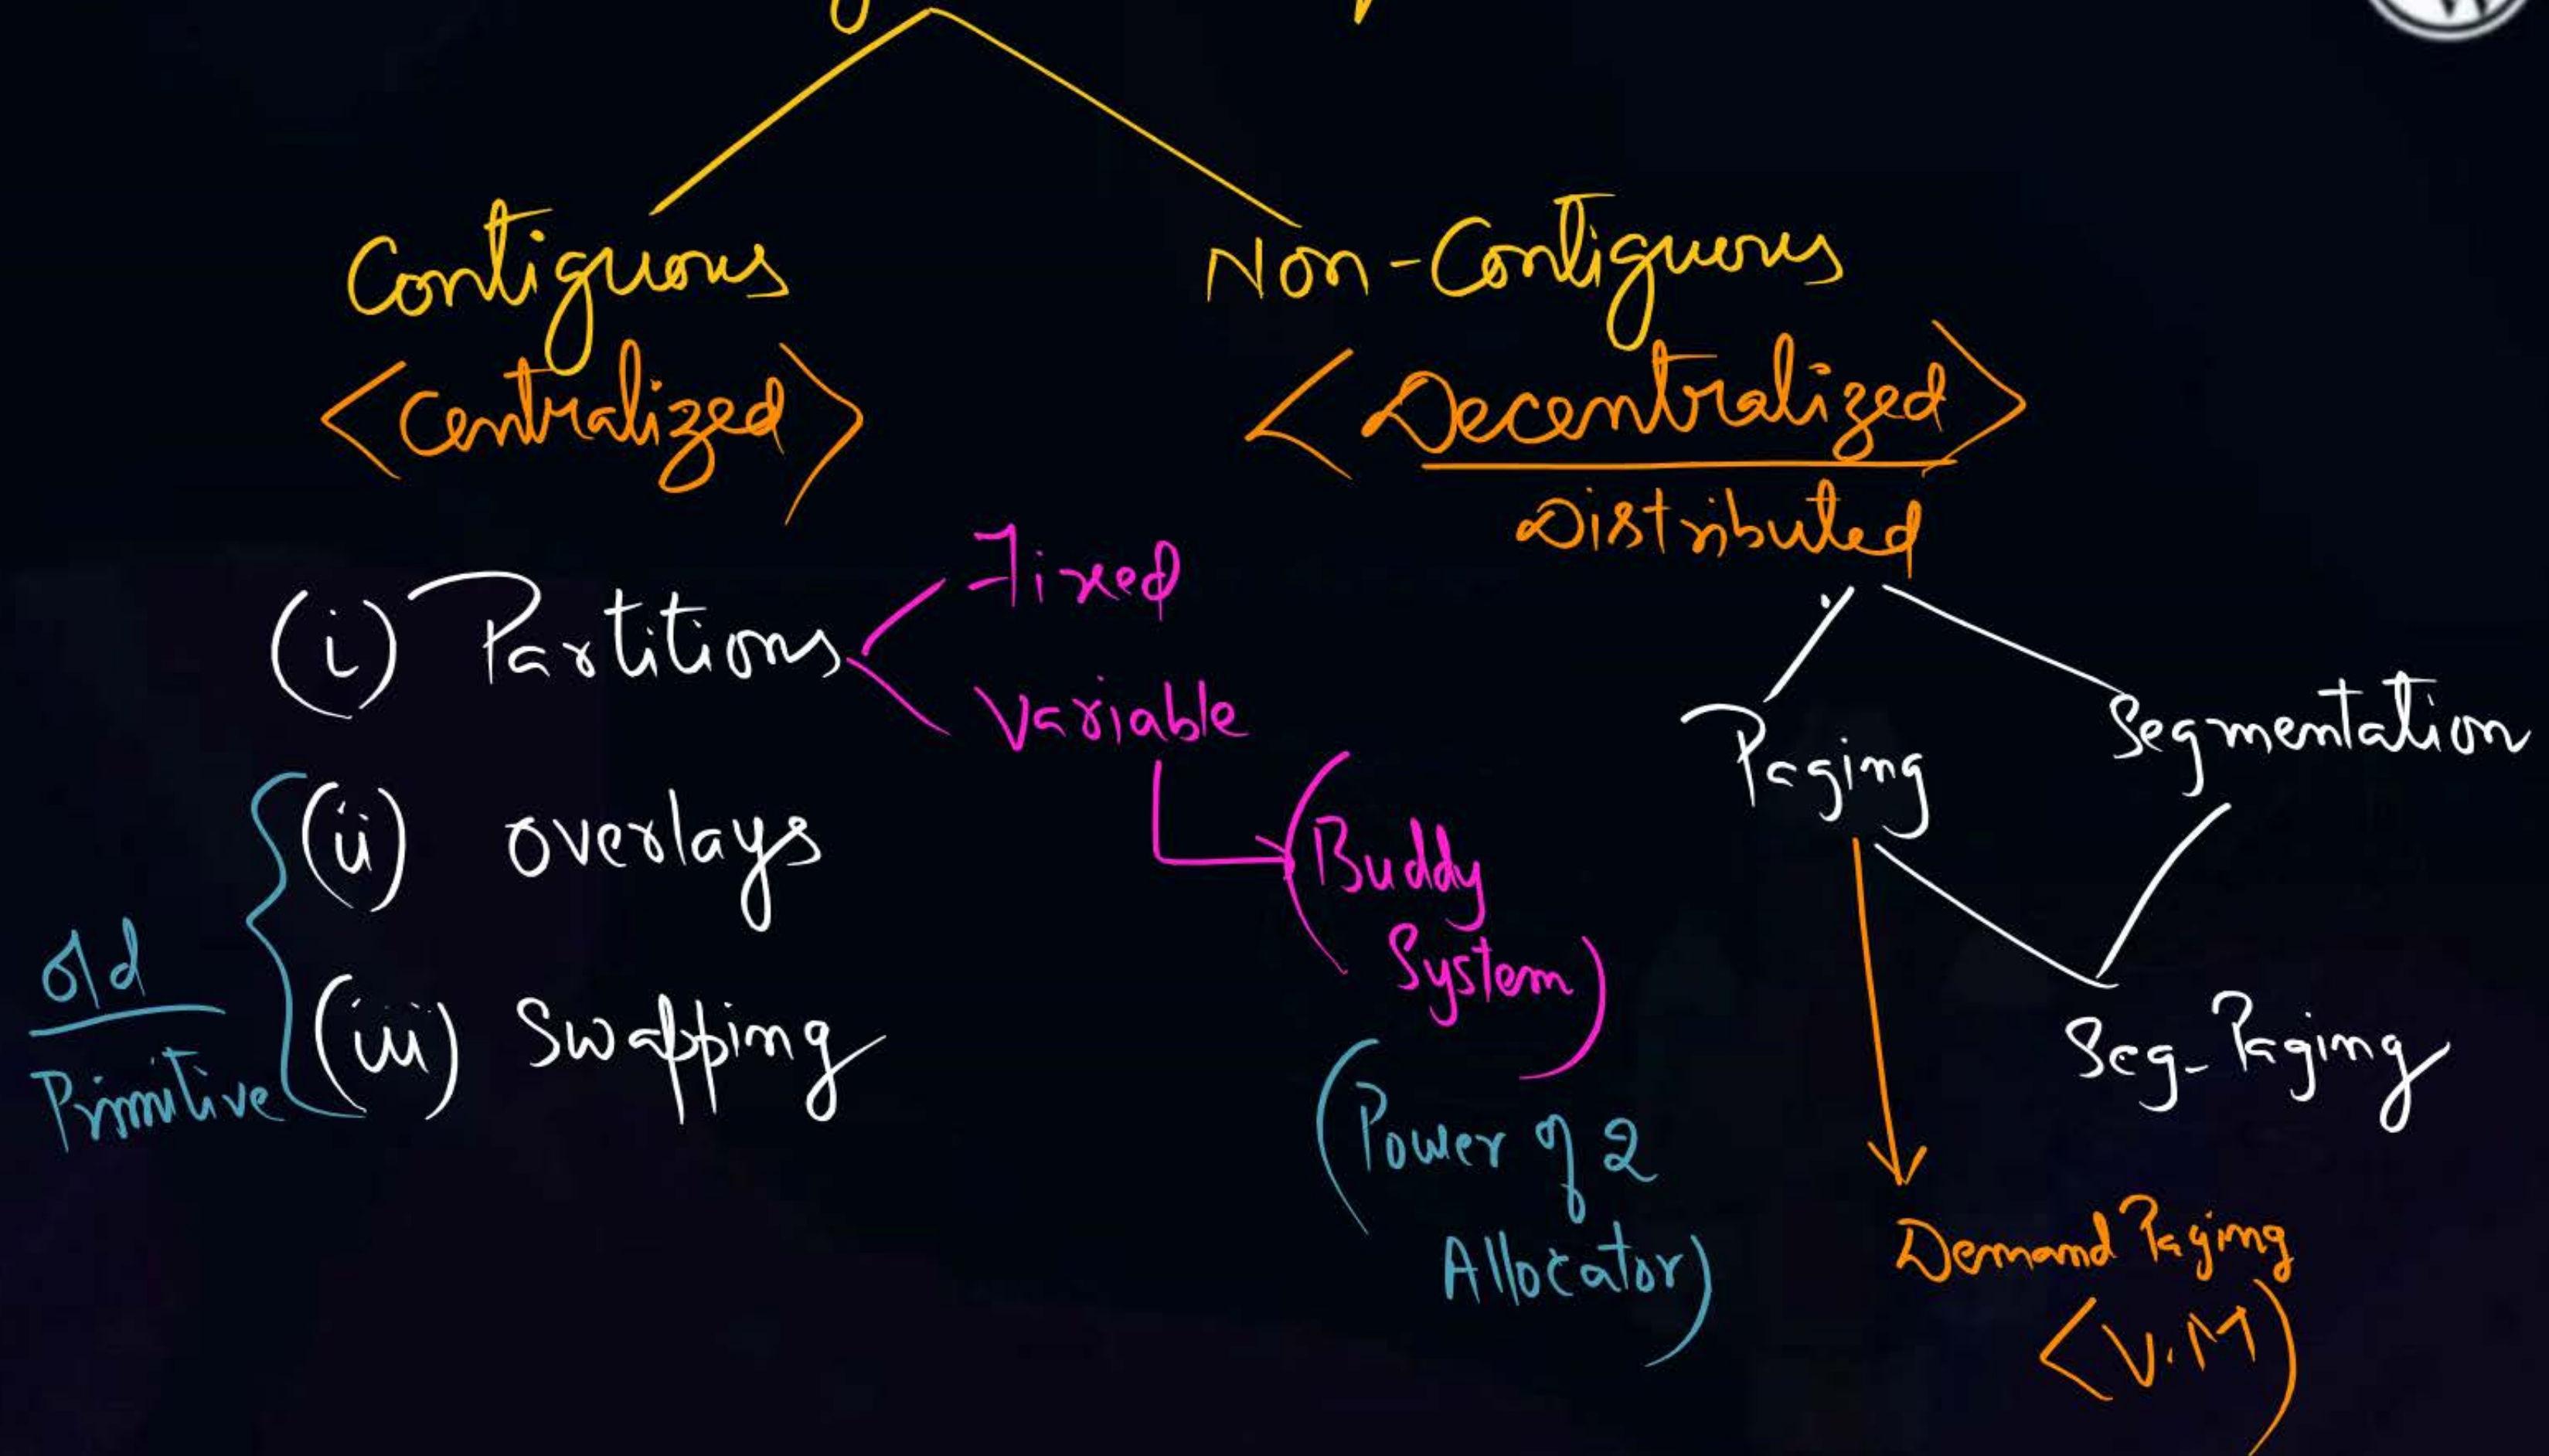 Contiguous
Non-Contiguous
<Centralized>
<Decentralized>
Distributed
(i) Partitions
Fixed
Variable
(Buddy
System)
(Power of 2
Allocator)
(ii) overlays
(iii) Swapping
old
Primitive
Paging
Segmentation
Seg-Paging
Demand Paging
<V.M)